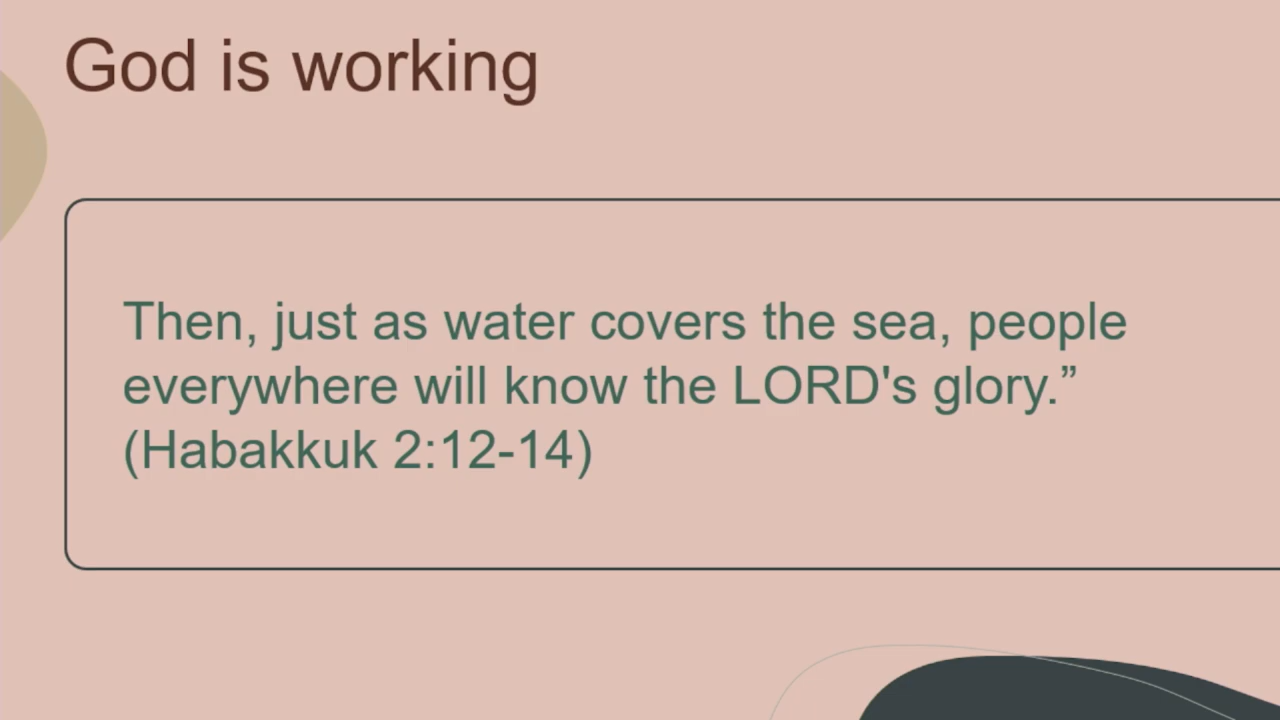 God is working
Then, just as water covers the sea, people
everywhere will know the LORD's glory.”
(Habakkuk 2:12-14)